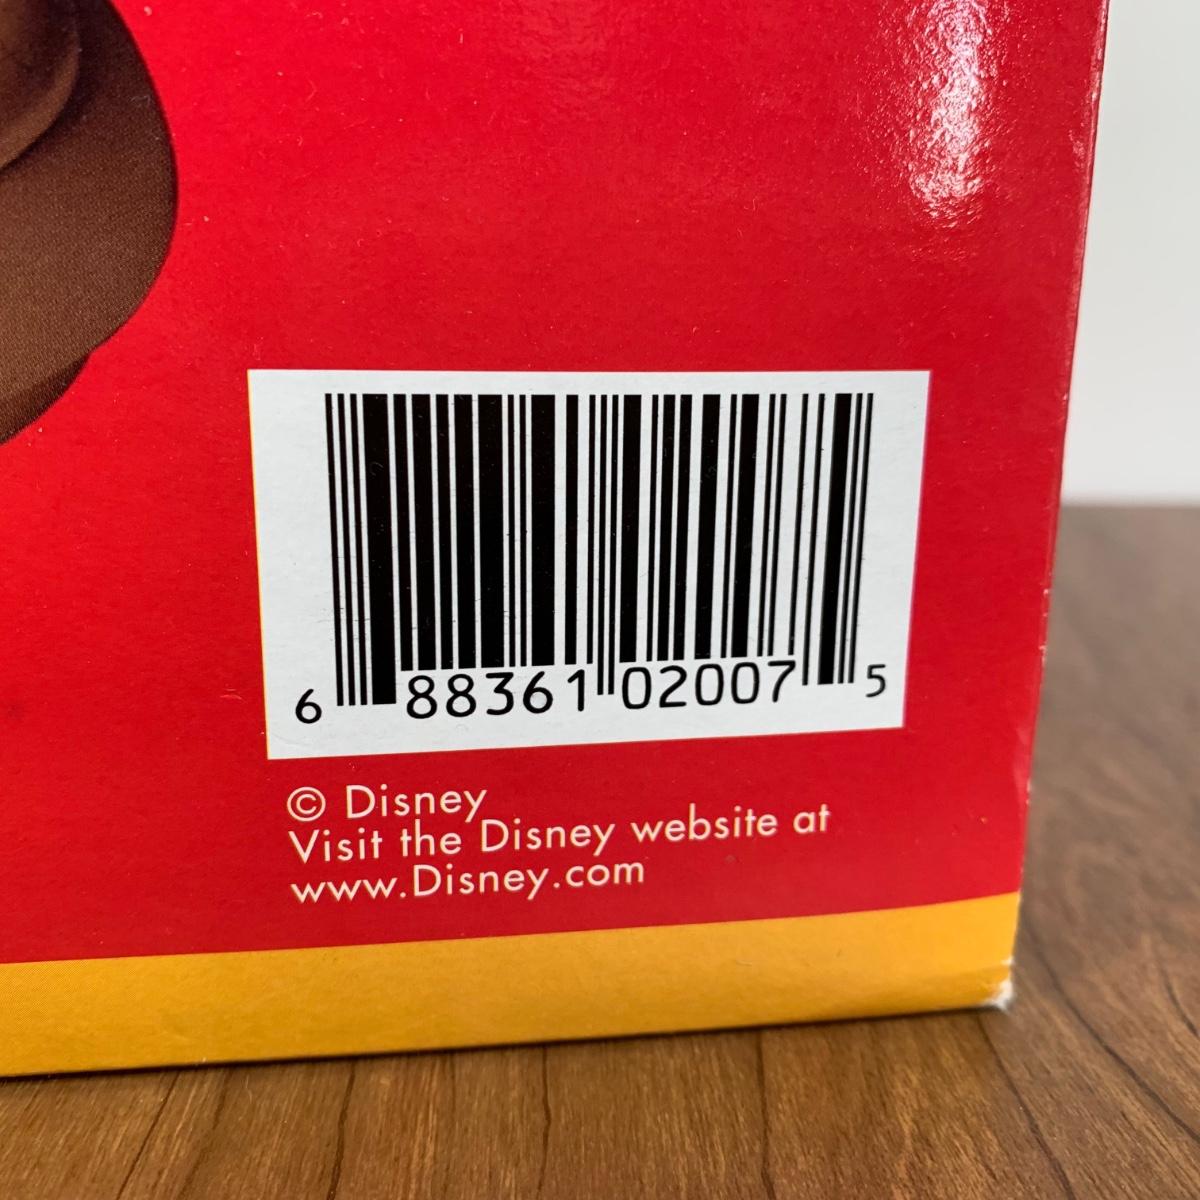 6 88361 02007 5
© Disney
Visit the Disney website at
www.Disney.com